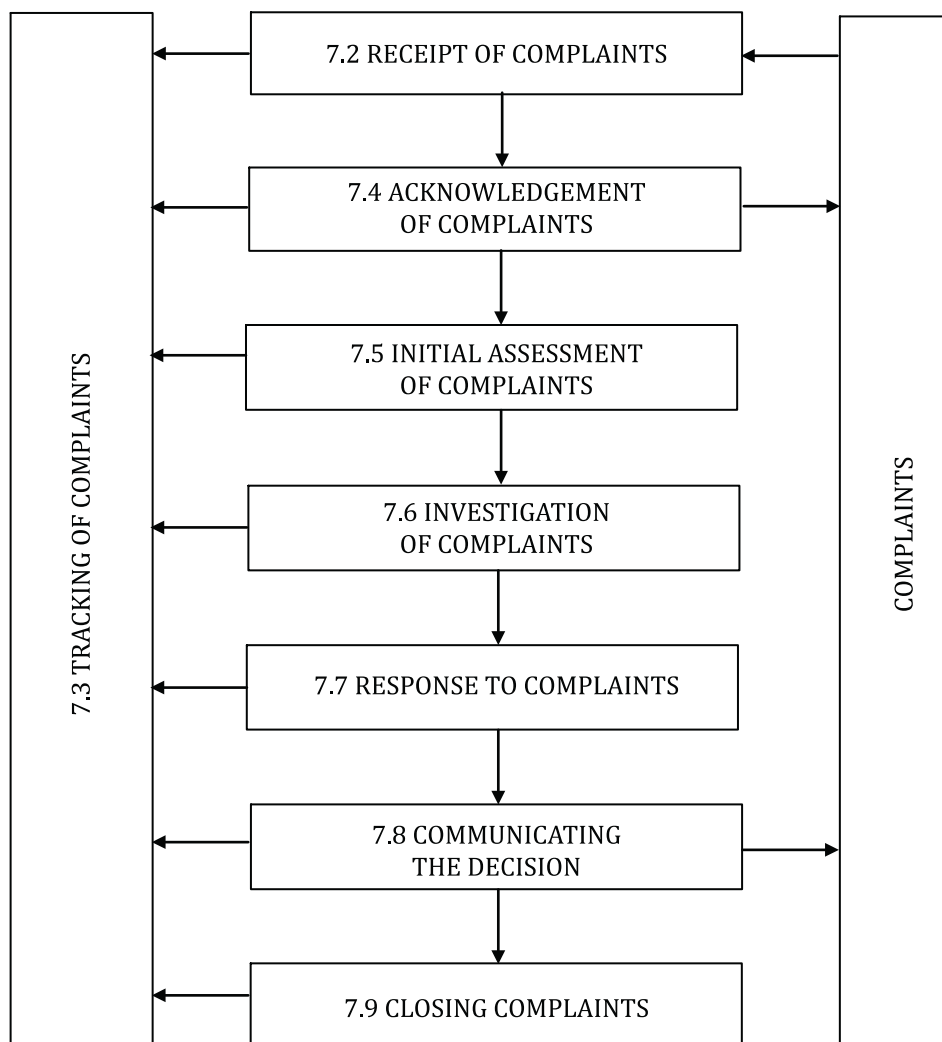 7.2 RECEIPT OF COMPLAINTS
7.4 ACKNOWLEDGEMENT
OF COMPLAINTS
7.5 INITIAL ASSESSMENT
OF COMPLAINTS
7.6 INVESTIGATION
OF COMPLAINTS
7.7 RESPONSE TO COMPLAINTS
7.8 COMMUNICATING
THE DECISION
7.9 CLOSING COMPLAINTS
7.3 TRACKING OF COMPLAINTS
COMPLAINTS